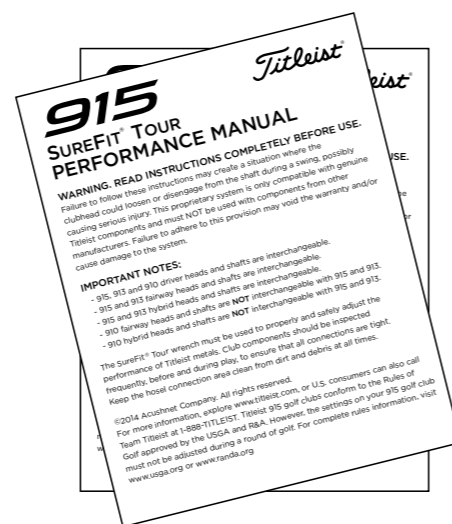 Titleist®
915
SUREFIT® TOUR
PERFORMANCE MANUAL
WARNING. READ INSTRUCTIONS COMPLETELY BEFORE USE.
Failure to follow these instructions may create a situation where the
clubhead could loosen or disengage from the shaft during a swing, possibly
causing serious injury. This proprietary system is only compatible with genuine
Titleist components and must NOT be used with components from other
manufacturers. Failure to adhere to this provision may void the warranty and/or
cause damage to the system.
IMPORTANT NOTES:
- 915, 913 and 910 driver heads and shafts are interchangeable.
- 915 and 913 fairway heads and shafts are interchangeable.
- 915 and 913 hybrid heads and shafts are interchangeable.
- 910 fairway heads and shafts are NOT interchangeable with 915 and 913.
- 910 hybrid heads and shafts are NOT interchangeable with 915 and 913.
The SureFit® Tour wrench must be used to properly and safely adjust the
performance of Titleist metals. Club components should be inspected
frequently, before and during play, to ensure that all connections are tight.
Keep the hosel connection area clean from dirt and debris at all times.
©2014 Acushnet Company. All rights reserved.
For more information, explore www.titleist.com, or U.S. consumers can also call
Team Titleist at 1-888-TITLEIST. Titleist 915 golf clubs conform to the Rules of
Golf approved by the USGA and R&A. However, the settings on your 915 golf club
must not be adjusted during a round of golf. For complete rules information, visit
www.usga.org or www.randa.org
eist®
USE.